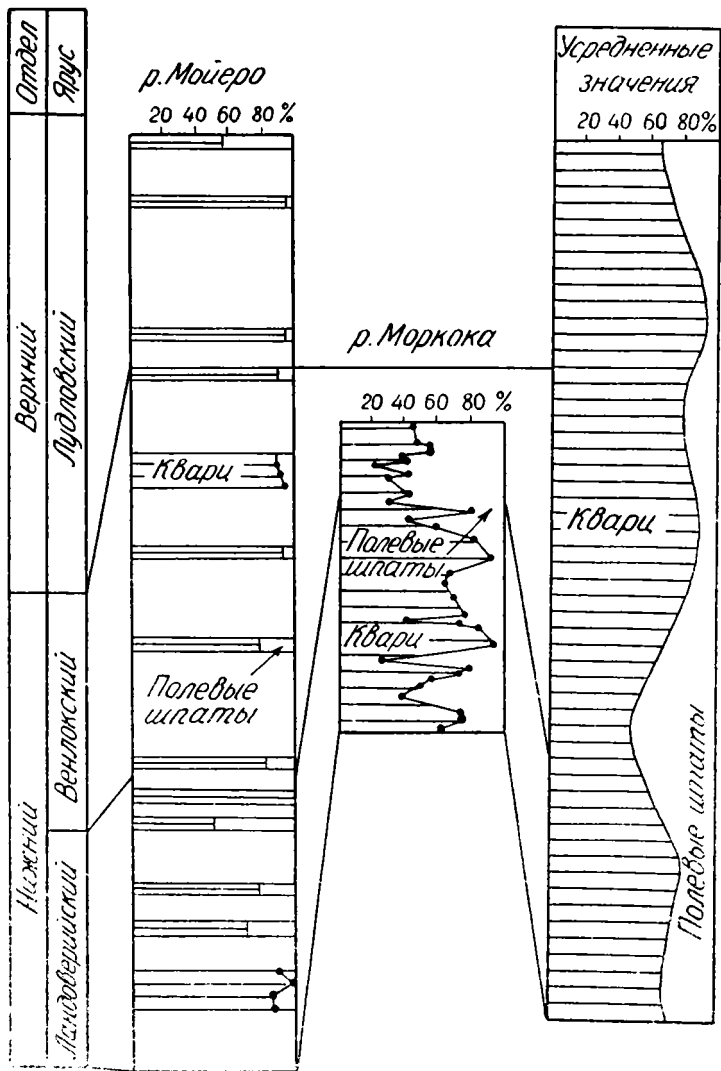 Отдел
Ярус
Верхний
Лудловский
Нижний
Венлокский
Лландоверийский
р. Мойеро
20 40 60 80 %
Кварц
Полевые
шпаты
р. Моркока
20 40 60 80 %
Полевые
шпаты
Кварц
Усредненные
значения
20 40 60 80%
Кварц
Полевые шпаты